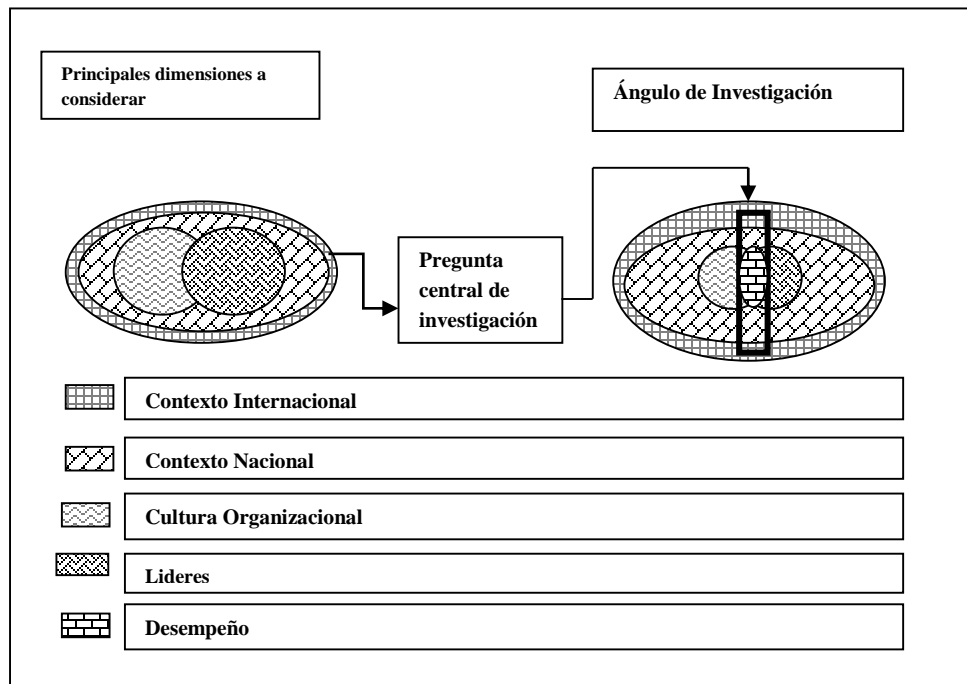 Principales dimensiones a
considerar
Ángulo de Investigación
Pregunta
central de
investigación
Contexto Internacional
Contexto Nacional
Cultura Organizacional
Lideres
Desempeño